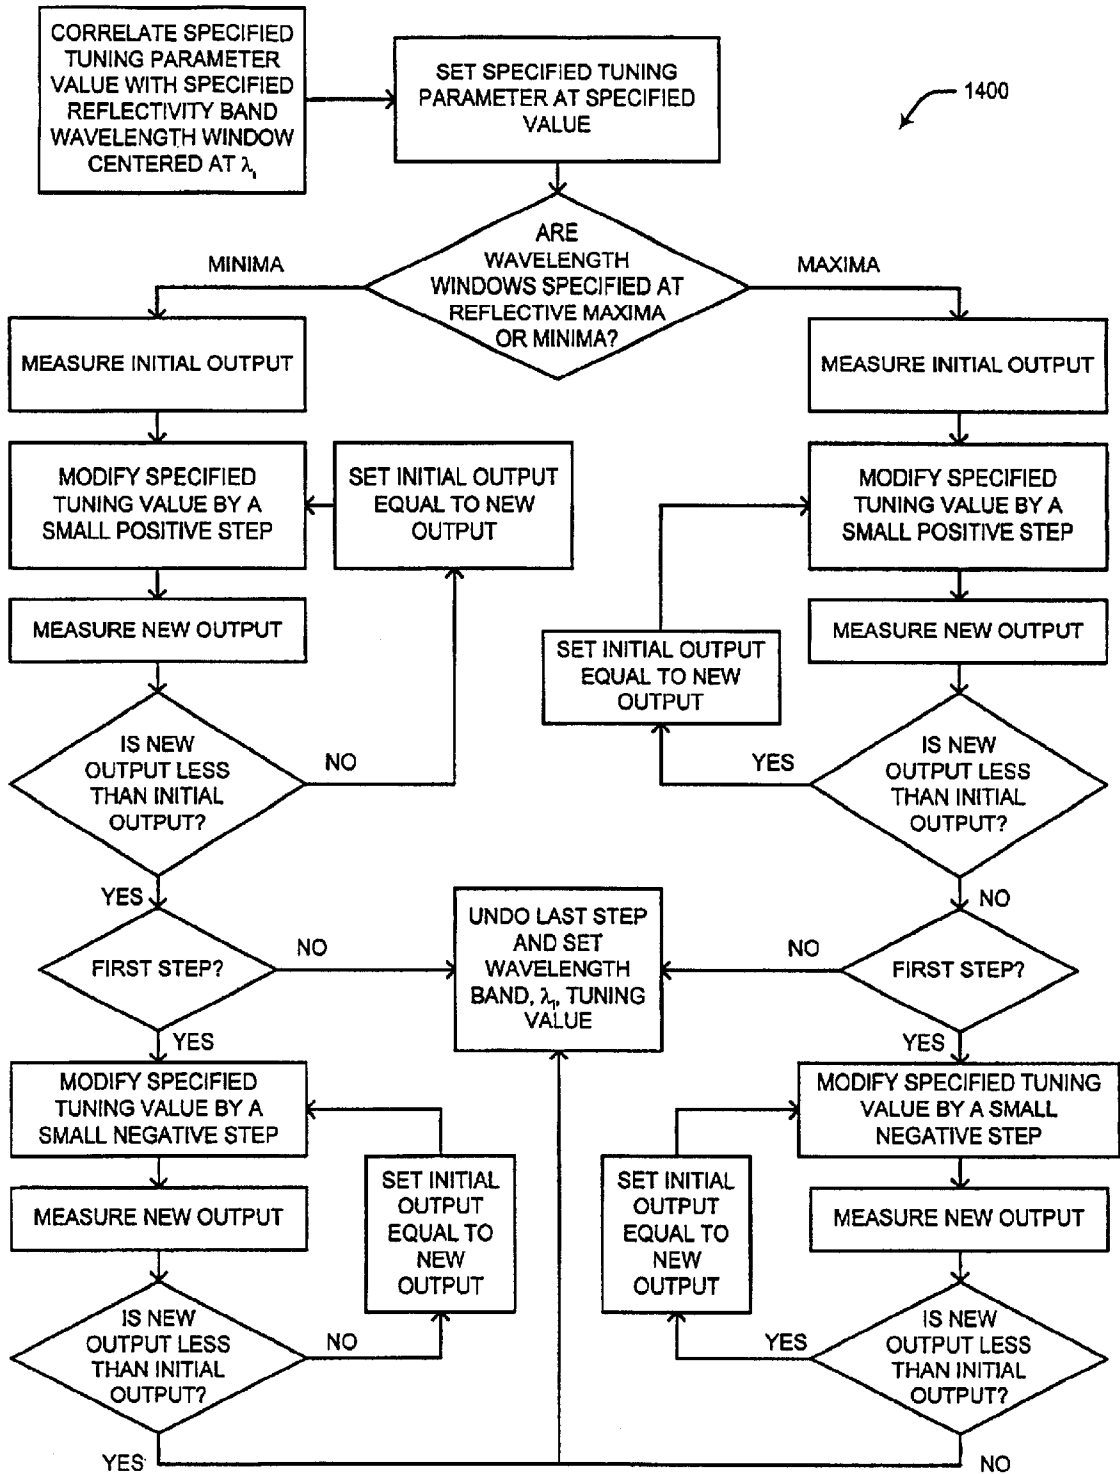 CORRELATE SPECIFIED
TUNING PARAMETER
VALUE WITH SPECIFIED
REFLECTIVITY BAND
WAVELENGTH WINDOW
CENTERED AT λ₁
SET SPECIFIED TUNING
PARAMETER AT SPECIFIED
VALUE
1400
ARE
WAVELENGTH
WINDOWS SPECIFIED AT
REFLECTIVE MAXIMA
OR MINIMA?
MINIMA
MAXIMA
MEASURE INITIAL OUTPUT
MODIFY SPECIFIED
TUNING VALUE BY A
SMALL POSITIVE STEP
SET INITIAL OUTPUT
EQUAL TO NEW
OUTPUT
MEASURE NEW OUTPUT
IS NEW
OUTPUT LESS
THAN INITIAL
OUTPUT?
NO
YES
FIRST STEP?
NO
YES
MODIFY SPECIFIED
TUNING VALUE BY A
SMALL NEGATIVE STEP
MEASURE NEW OUTPUT
SET INITIAL
OUTPUT
EQUAL TO
NEW
OUTPUT
IS NEW
OUTPUT LESS
THAN INITIAL
OUTPUT?
NO
YES
UNDO LAST STEP
AND SET
WAVELENGTH
BAND, λ₁, TUNING
VALUE
MEASURE INITIAL OUTPUT
MODIFY SPECIFIED
TUNING VALUE BY A
SMALL POSITIVE STEP
SET INITIAL OUTPUT
EQUAL TO NEW
OUTPUT
MEASURE NEW OUTPUT
IS NEW
OUTPUT LESS
THAN INITIAL
OUTPUT?
YES
NO
FIRST STEP?
NO
YES
MODIFY SPECIFIED TUNING
VALUE BY A SMALL
NEGATIVE STEP
SET INITIAL
OUTPUT
EQUAL TO
NEW
OUTPUT
MEASURE NEW OUTPUT
IS NEW
OUTPUT LESS
THAN INITIAL
OUTPUT?
YES
NO